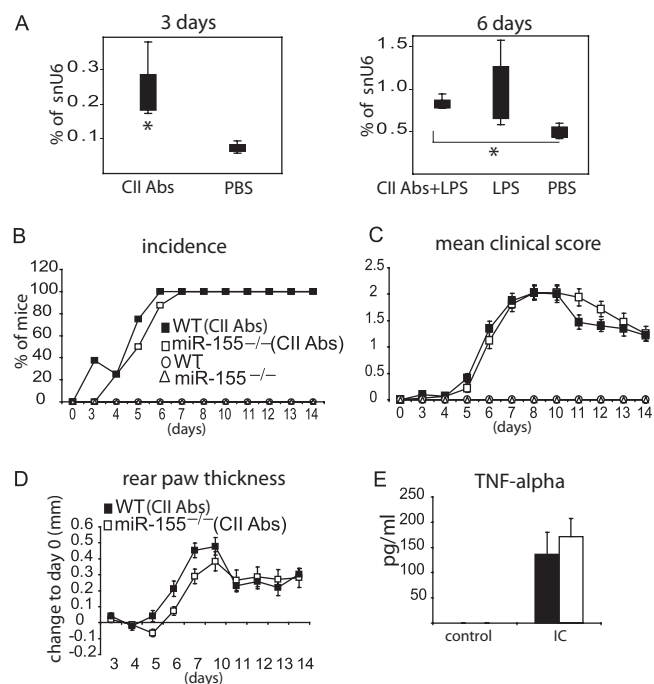 A
3 days
6 days
% of snU6
0.3
0.2
0.1
*
CII Abs
PBS
% of snU6
1.0
0.5
*
CII Abs+LPS
LPS
PBS
B
incidence
% of mice
120
100
80
60
40
20
0
WT(CII Abs)
miR-155−/−(CII Abs)
WT
miR-155−/−
0 3 4 5 6 7 8 10 11 12 13 14
(days)
C
mean clinical score
2.5
2
1.5
1
0.5
0
0 3 4 5 6 7 8 10 11 12 13 14
(days)
D
rear paw thickness
WT(CII Abs)
miR-155−/−(CII Abs)
change to day 0 (mm)
0.6
0.5
0.4
0.3
0.2
0.1
0
-0.1
-0.2
3 4 5 6 7 8 10 11 12 13 14
(days)
E
TNF-alpha
pg/ml
250
200
150
100
50
0
control
IC